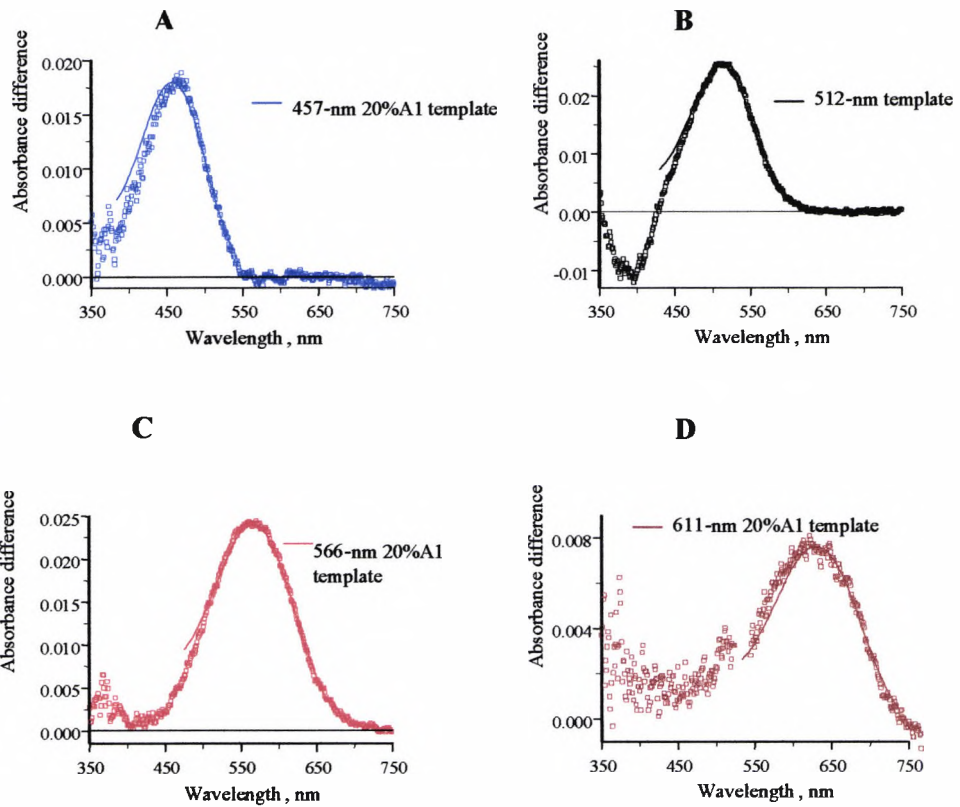 A
Absorbance difference
0.020
0.015
0.010
0.005
0.000
457-nm 20%A1 template
350 450 550 650 750
Wavelength , nm
B
Absorbance difference
0.02
0.01
0.00
-0.01
512-nm template
350 450 550 650 750
Wavelength , nm
C
Absorbance difference
0.025
0.020
0.015
0.010
0.005
0.000
566-nm 20%A1
template
350 450 550 650 750
Wavelength , nm
D
Absorbance difference
0.008
0.004
0.000
611-nm 20%A1 template
350 450 550 650 750
Wavelength , nm